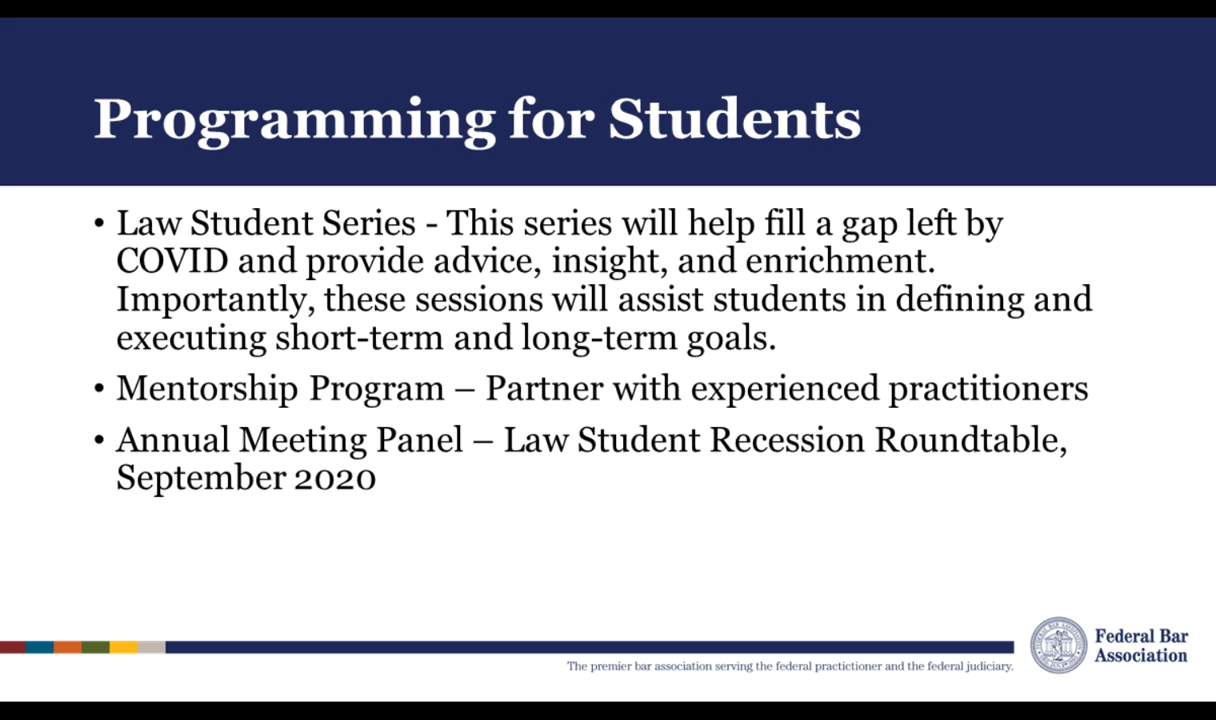 Programming for Students
• Law Student Series - This series will help fill a gap left by
COVID and provide advice, insight, and enrichment.
Importantly, these sessions will assist students in defining and
executing short-term and long-term goals.
• Mentorship Program – Partner with experienced practitioners
• Annual Meeting Panel – Law Student Recession Roundtable,
September 2020
Federal Bar
Association
The premier bar association serving the federal practictioner and the federal judiciary.